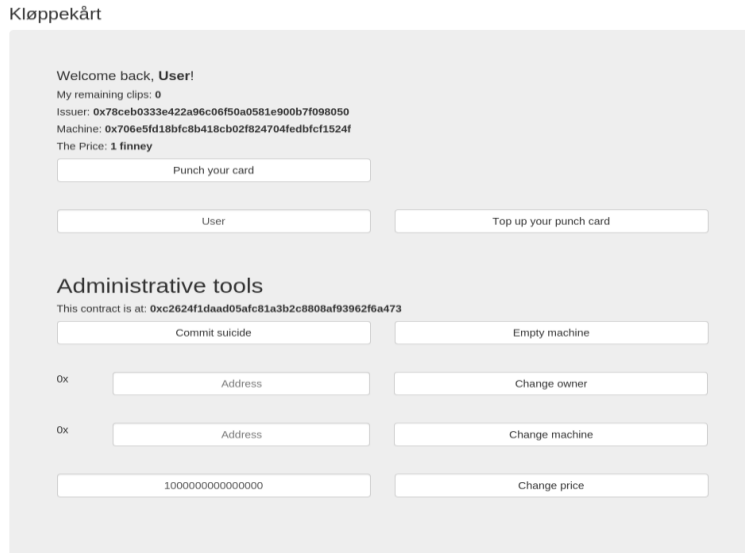 Kløppekårt
Welcome back, User!
My remaining clips: 0
Issuer: 0x78ceb0333e422a96c06f50a0581e900b7f098050
Machine: 0x706e5fd18bfc8b418cb02f824704fedbfcf1524f
The Price: 1 finney
Punch your card
User Top up your punch card
Administrative tools
This contract is at: 0xc2624f1daad05afc81a3b2c8808af93962f6a473
Commit suicide Empty machine
0x Address Change owner
0x Address Change machine
1000000000000000 Change price